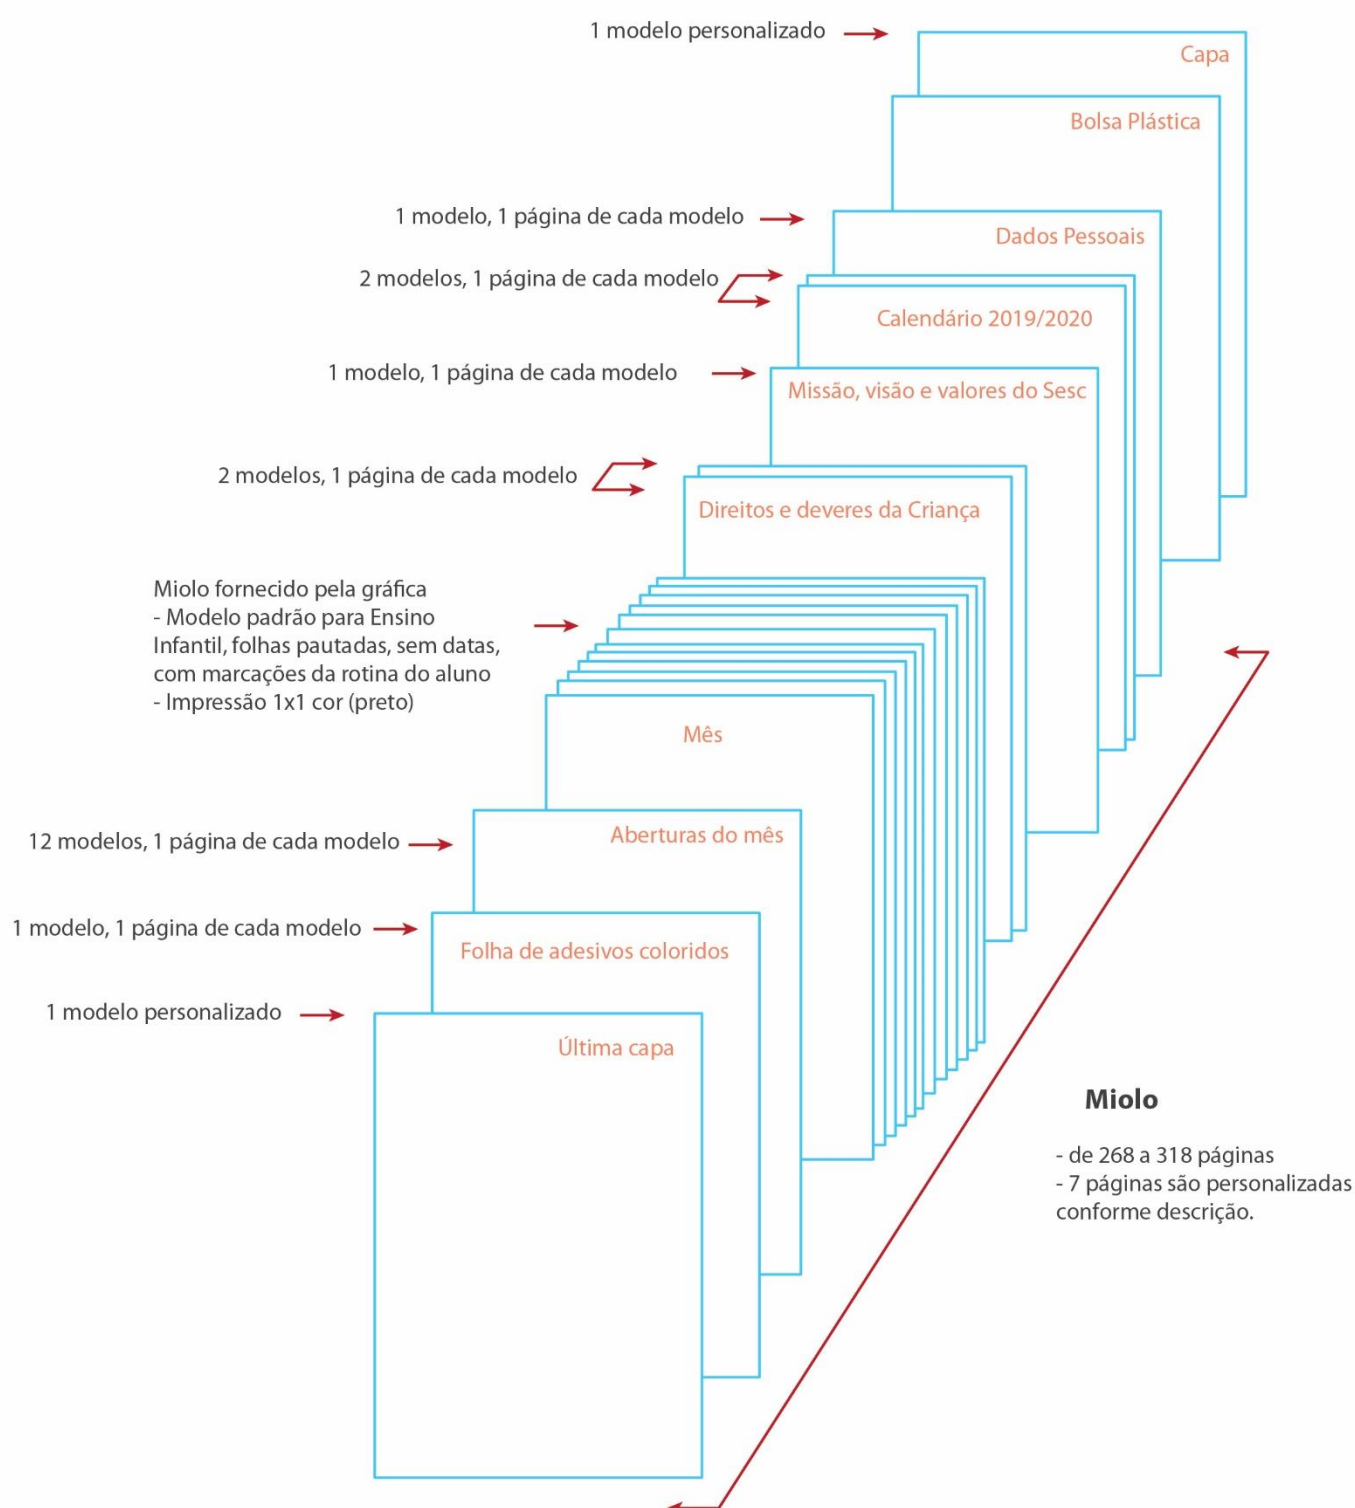 1 modelo personalizado
Capa
Bolsa Plástica
1 modelo, 1 página de cada modelo
Dados Pessoais
2 modelos, 1 página de cada modelo
Calendário 2019/2020
1 modelo, 1 página de cada modelo
Missão, visão e valores do Sesc
2 modelos, 1 página de cada modelo
Direitos e deveres da Criança
Miolo fornecido pela gráfica
- Modelo padrão para Ensino
Infantil, folhas pautadas, sem datas,
com marcações da rotina do aluno
- Impressão 1x1 cor (preto)
Mês
12 modelos, 1 página de cada modelo
Aberturas do mês
1 modelo, 1 página de cada modelo
Folha de adesivos coloridos
1 modelo personalizado
Última capa
Miolo
- de 268 a 318 páginas
- 7 páginas são personalizadas
conforme descrição.